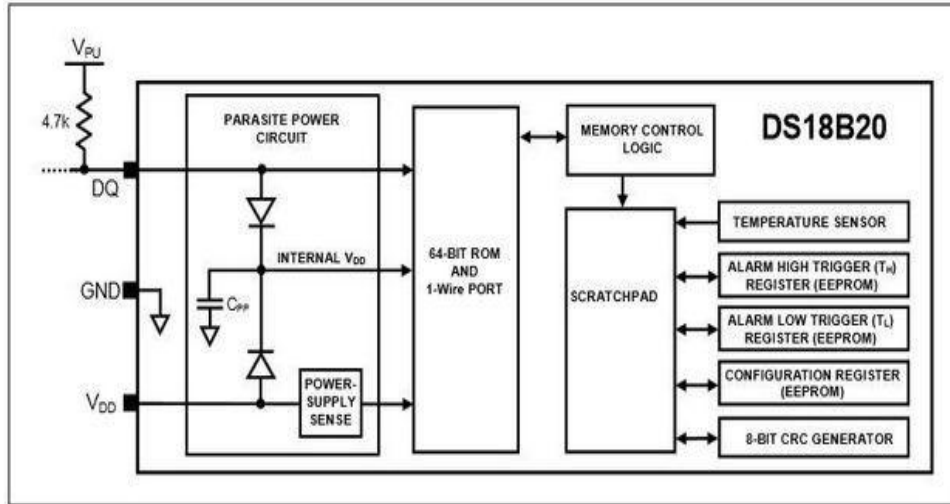 VPU
4.7k
DQ
GND
VDD
PARASITE POWER
CIRCUIT
INTERNAL VDD
CPP
POWER-
SUPPLY
SENSE
64-BIT ROM
AND
1-Wire PORT
MEMORY CONTROL
LOGIC
SCRATCHPAD
DS18B20
TEMPERATURE SENSOR
ALARM HIGH TRIGGER (TH)
REGISTER (EEPROM)
ALARM LOW TRIGGER (TL)
REGISTER (EEPROM)
CONFIGURATION REGISTER
(EEPROM)
8-BIT CRC GENERATOR